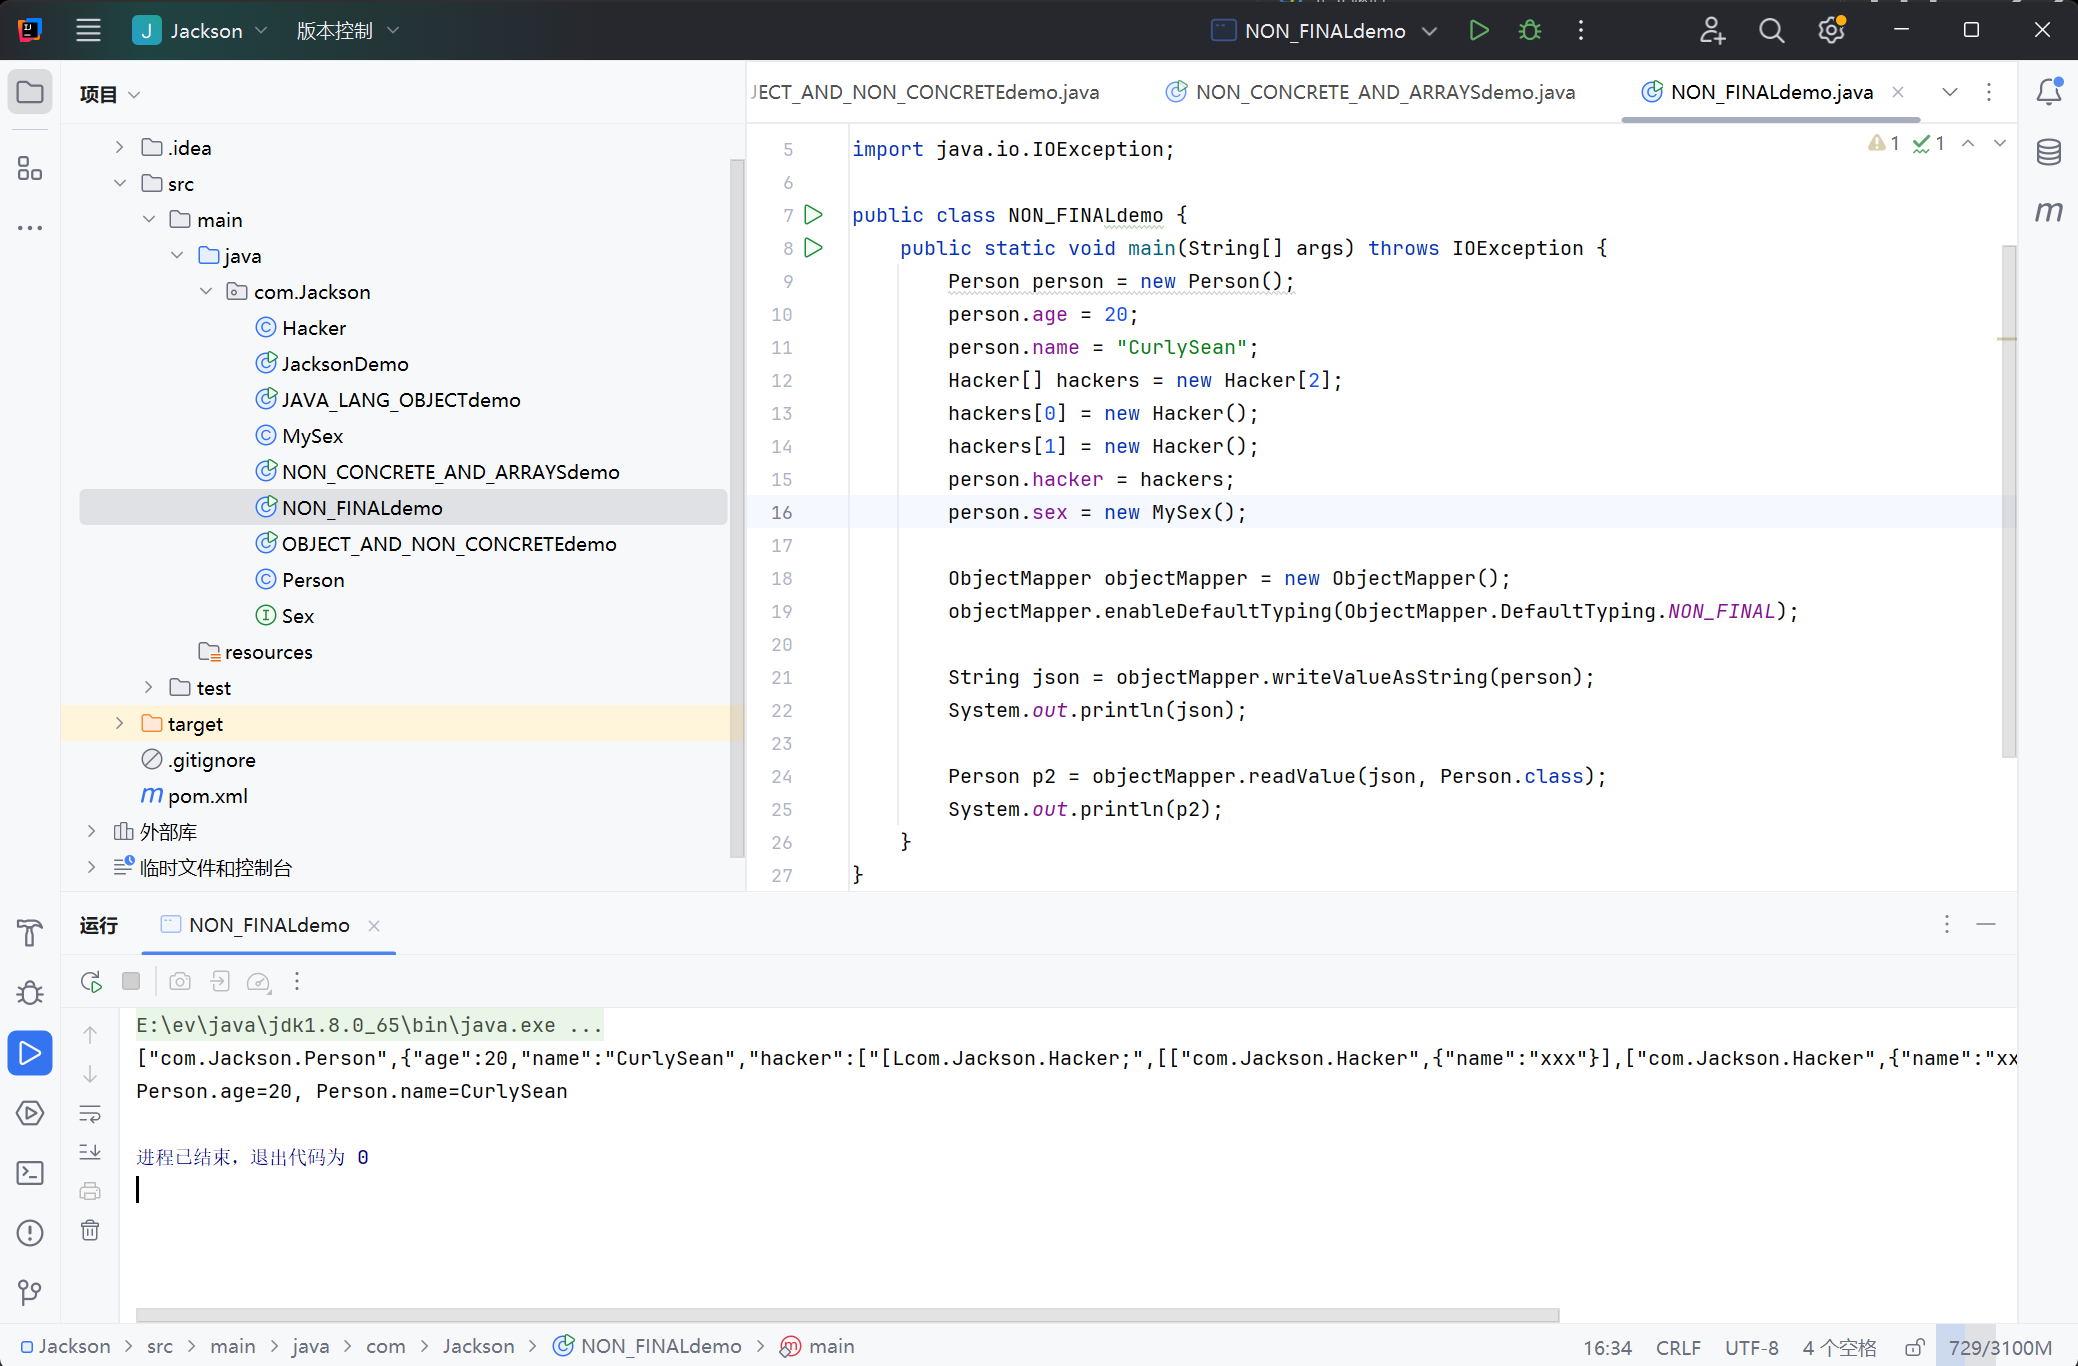 J Jackson 版本控制 NON_FINALdemo
项目
JECT_AND_NON_CONCRETEdemo.java NON_CONCRETE_AND_ARRAYSdemo.java NON_FINALdemo.java
.idea
src
main
java
com.Jackson
Hacker
JacksonDemo
JAVA_LANG_OBJECTdemo
MySex
NON_CONCRETE_AND_ARRAYSdemo
NON_FINALdemo
OBJECT_AND_NON_CONCRETEdemo
Person
Sex
resources
test
target
.gitignore
pom.xml
外部库
临时文件和控制台
1 1
5 import java.io.IOException;
6
7 public class NON_FINALdemo {
8 public static void main(String[] args) throws IOException {
9 Person person = new Person();
10 person.age = 20;
11 person.name = "CurlySean";
12 Hacker[] hackers = new Hacker[2];
13 hackers[0] = new Hacker();
14 hackers[1] = new Hacker();
15 person.hacker = hackers;
16 person.sex = new MySex();
17
18 ObjectMapper objectMapper = new ObjectMapper();
19 objectMapper.enableDefaultTyping(ObjectMapper.DefaultTyping.NON_FINAL);
20
21 String json = objectMapper.writeValueAsString(person);
22 System.out.println(json);
23
24 Person p2 = objectMapper.readValue(json, Person.class);
25 System.out.println(p2);
26 }
27 }
运行 NON_FINALdemo
E:\ev\java\jdk1.8.0_65\bin\java.exe ...
["com.Jackson.Person",{"age":20,"name":"CurlySean","hacker":["[Lcom.Jackson.Hacker;",[["com.Jackson.Hacker",{"name":"xxx"}],["com.Jackson.Hacker",{"name":"xx
Person.age=20, Person.name=CurlySean
进程已结束，退出代码为 0
Jackson src main java com Jackson NON_FINALdemo main 16:34 CRLF UTF-8 4 个空格 729/3100M